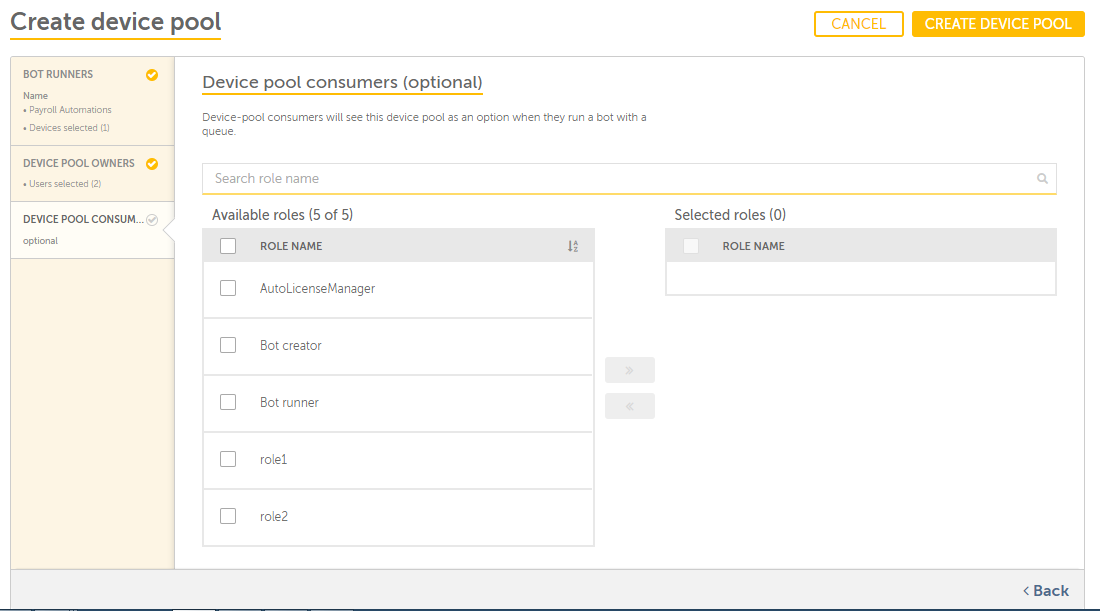 Create device pool
CANCEL
CREATE DEVICE POOL
BOT RUNNERS
Name
• Payroll Automations
• Devices selected (1)
DEVICE POOL OWNERS
• Users selected (2)
DEVICE POOL CONSUM...
optional
Device pool consumers (optional)
Device-pool consumers will see this device pool as an option when they run a bot with a
queue.
Search role name
Available roles (5 of 5)
ROLE NAME
AutoLicenseManager
Bot creator
Bot runner
role1
role2
Selected roles (0)
ROLE NAME
Back